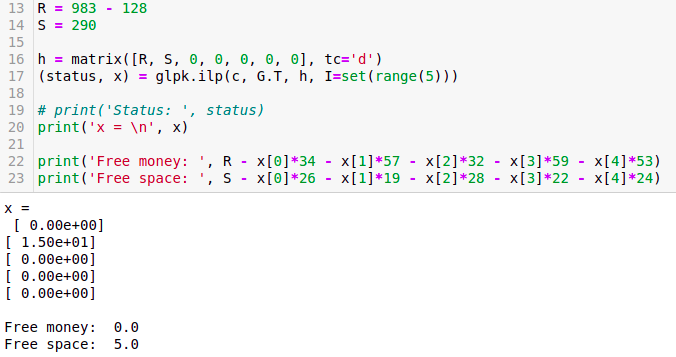 13 R = 983 - 128
14 S = 290
15
16 h = matrix([R, S, 0, 0, 0, 0, 0], tc='d')
17 (status, x) = glpk.ilp(c, G.T, h, I=set(range(5)))
18
19 # print('Status: ', status)
20 print('x = \n', x)
21
22 print('Free money: ', R - x[0]*34 - x[1]*57 - x[2]*32 - x[3]*59 - x[4]*53)
23 print('Free space: ', S - x[0]*26 - x[1]*19 - x[2]*28 - x[3]*22 - x[4]*24)
x =
[ 0.00e+00]
[ 1.50e+01]
[ 0.00e+00]
[ 0.00e+00]
[ 0.00e+00]
Free money:  0.0
Free space:  5.0